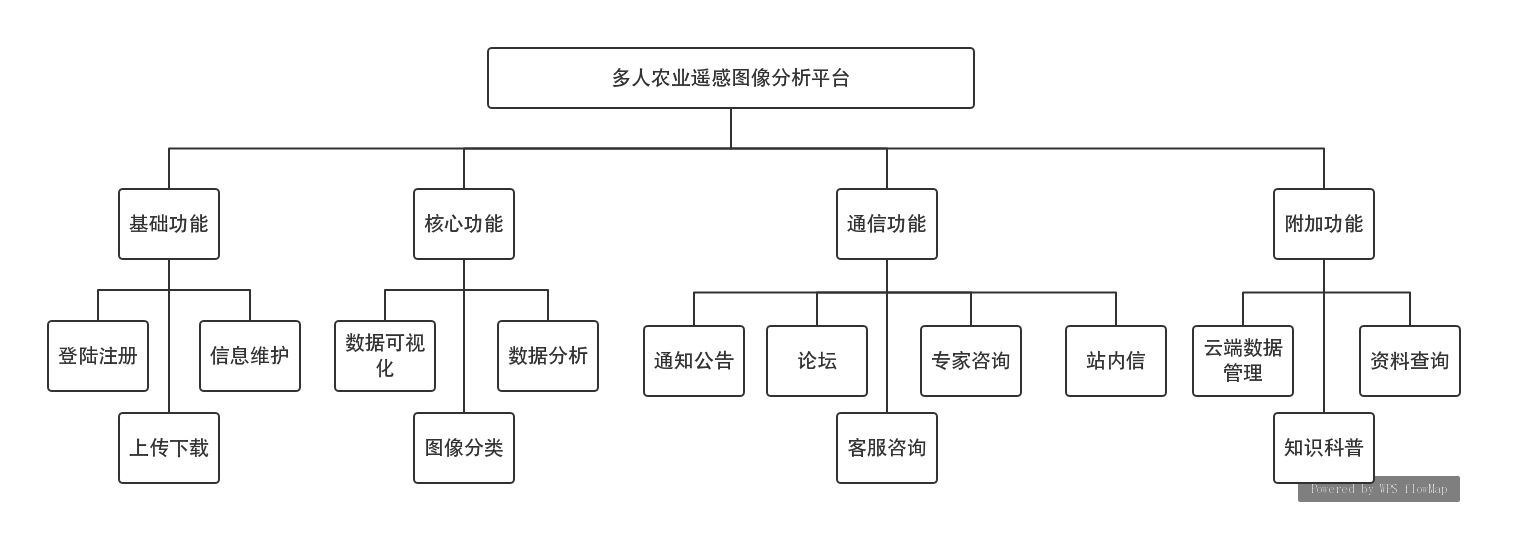 多人农业遥感图像分析平台
基础功能
核心功能
通信功能
附加功能
登陆注册
信息维护
数据可视
化
数据分析
通知公告
论坛
专家咨询
站内信
云端数据
管理
资料查询
上传下载
图像分类
客服咨询
知识科普
Powered by WPS flowMap